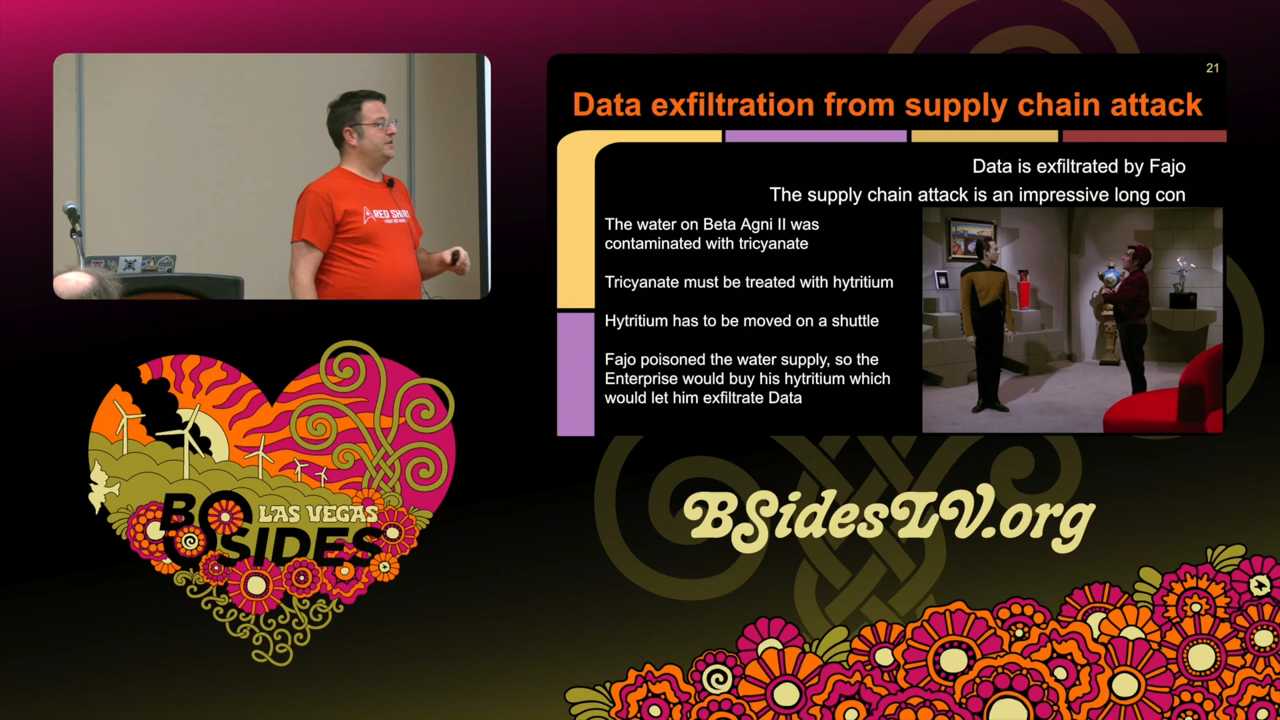 RED SHIR
21
Data exfiltration from supply chain attack
Data is exfiltrated by Fajo
The supply chain attack is an impressive long con
The water on Beta Agni II was
contaminated with tricyanate
Tricyanate must be treated with hytritium
Hytritium has to be moved on a shuttle
Fajo poisoned the water supply, so the
Enterprise would buy his hytritium which
would let him exfiltrate Data
LAS VEGAS
BSIDES
BSidesLV.org